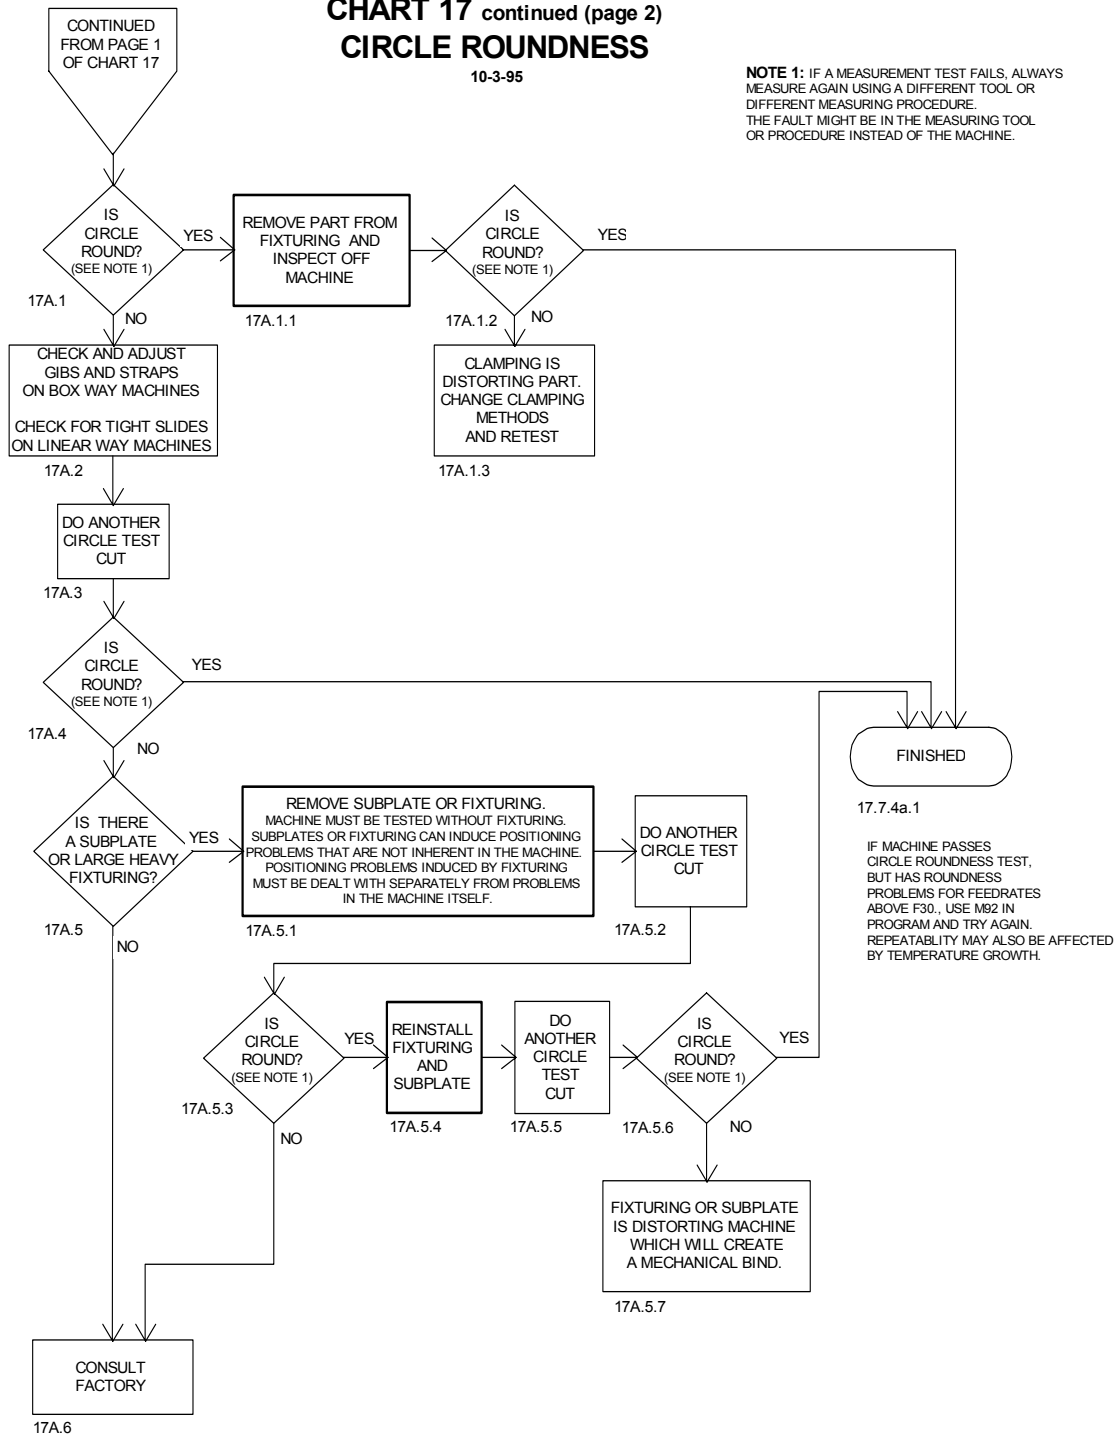 CHART 17 continued (page 2)
CIRCLE ROUNDNESS
10-3-95
CONTINUED
FROM PAGE 1
OF CHART 17
NOTE 1: IF A MEASUREMENT TEST FAILS, ALWAYS
MEASURE AGAIN USING A DIFFERENT TOOL OR
DIFFERENT MEASURING PROCEDURE.
THE FAULT MIGHT BE IN THE MEASURING TOOL
OR PROCEDURE INSTEAD OF THE MACHINE.
IS
CIRCLE
ROUND?
(SEE NOTE 1)
17A.1
YES
NO
REMOVE PART FROM
FIXTURING AND
INSPECT OFF
MACHINE
17A.1.1
IS
CIRCLE
ROUND?
(SEE NOTE 1)
17A.1.2
YES
NO
CLAMPING IS
DISTORTING PART.
CHANGE CLAMPING
METHODS
AND RETEST
17A.1.3
CHECK AND ADJUST
GIBS AND STRAPS
ON BOX WAY MACHINES
CHECK FOR TIGHT SLIDES
ON LINEAR WAY MACHINES
17A.2
DO ANOTHER
CIRCLE TEST
CUT
17A.3
IS
CIRCLE
ROUND?
(SEE NOTE 1)
17A.4
YES
NO
FINISHED
17.7.4a.1
IF MACHINE PASSES
CIRCLE ROUNDNESS TEST,
BUT HAS ROUNDNESS
PROBLEMS FOR FEEDRATES
ABOVE F30., USE M92 IN
PROGRAM AND TRY AGAIN.
REPEATABLITY MAY ALSO BE AFFECTED
BY TEMPERATURE GROWTH.
IS THERE
A SUBPLATE
OR LARGE HEAVY
FIXTURING?
17A.5
YES
NO
REMOVE SUBPLATE OR FIXTURING.
MACHINE MUST BE TESTED WITHOUT FIXTURING.
SUBPLATES OR FIXTURING CAN INDUCE POSITIONING
PROBLEMS THAT ARE NOT INHERENT IN THE MACHINE.
POSITIONING PROBLEMS INDUCED BY FIXTURING
MUST BE DEALT WITH SEPARATELY FROM PROBLEMS
IN THE MACHINE ITSELF.
17A.5.1
DO ANOTHER
CIRCLE TEST
CUT
17A.5.2
IS
CIRCLE
ROUND?
(SEE NOTE 1)
17A.5.3
YES
NO
REINSTALL
FIXTURING
AND
SUBPLATE
17A.5.4
DO
ANOTHER
CIRCLE
TEST
CUT
17A.5.5
IS
CIRCLE
ROUND?
(SEE NOTE 1)
17A.5.6
YES
NO
FIXTURING OR SUBPLATE
IS DISTORTING MACHINE
WHICH WILL CREATE
A MECHANICAL BIND.
17A.5.7
CONSULT
FACTORY
17A.6